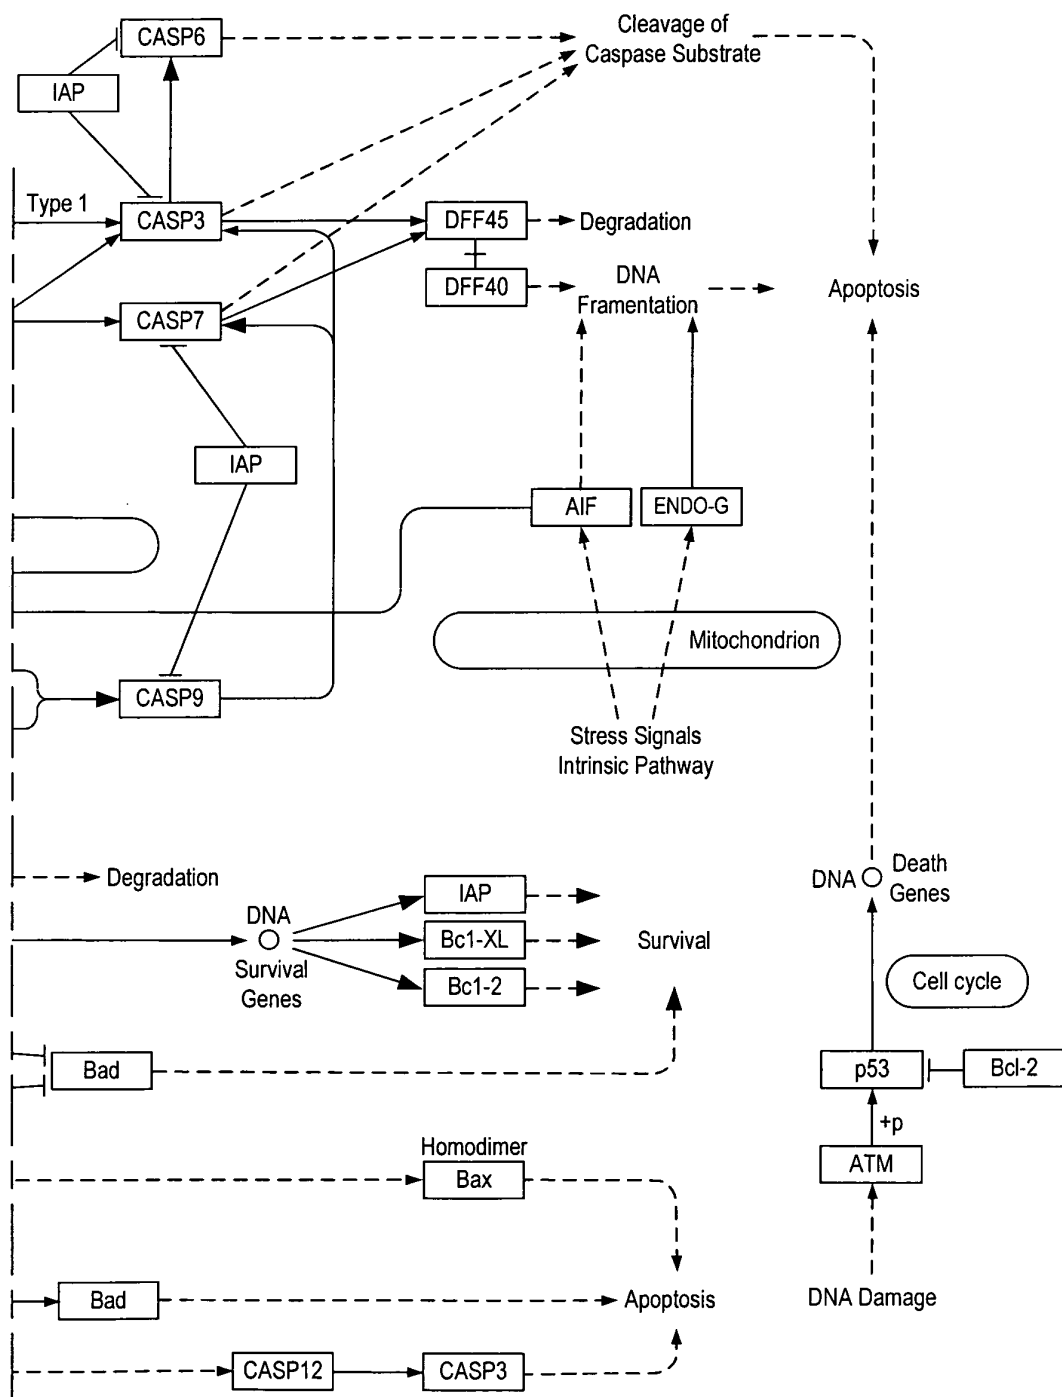 Cleavage of
Caspase Substrate
CASP6
IAP
Type 1
CASP3
DFF45
Degradation
DFF40
DNA
Framentation
Apoptosis
CASP7
IAP
AIF
ENDO-G
Mitochondrion
CASP9
Stress Signals
Intrinsic Pathway
Degradation
DNA
Survival
Genes
IAP
Bc1-XL
Bc1-2
Survival
DNA
Death
Genes
Cell cycle
Bad
p53
Bcl-2
+p
ATM
Homodimer
Bax
Bad
Apoptosis
DNA Damage
CASP12
CASP3